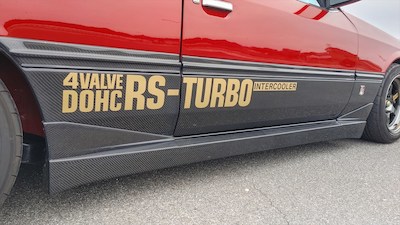 4VALVE
DOHC RS-TURBO INTERCOOLER